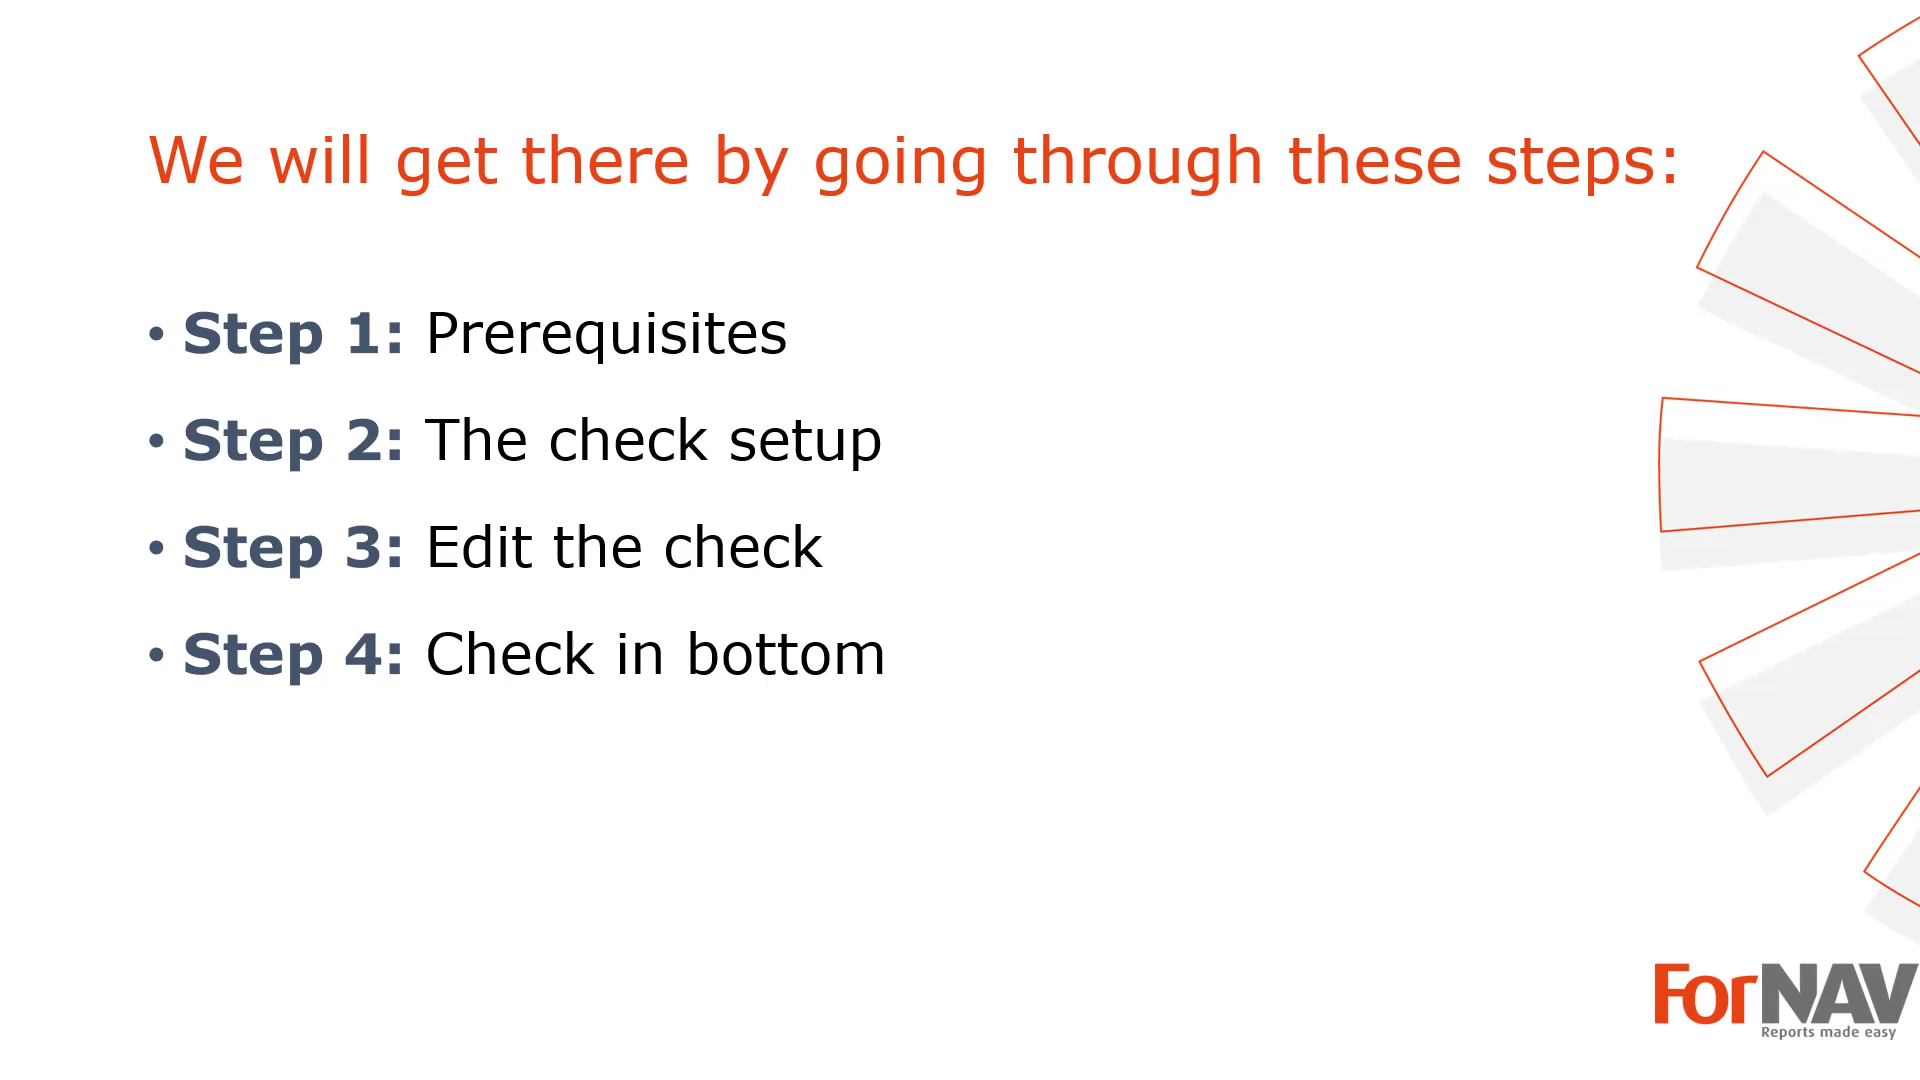 We will get there by going through these steps:
• Step 1: Prerequisites
• Step 2: The check setup
• Step 3: Edit the check
• Step 4: Check in bottom
ForNAV
Reports made easy